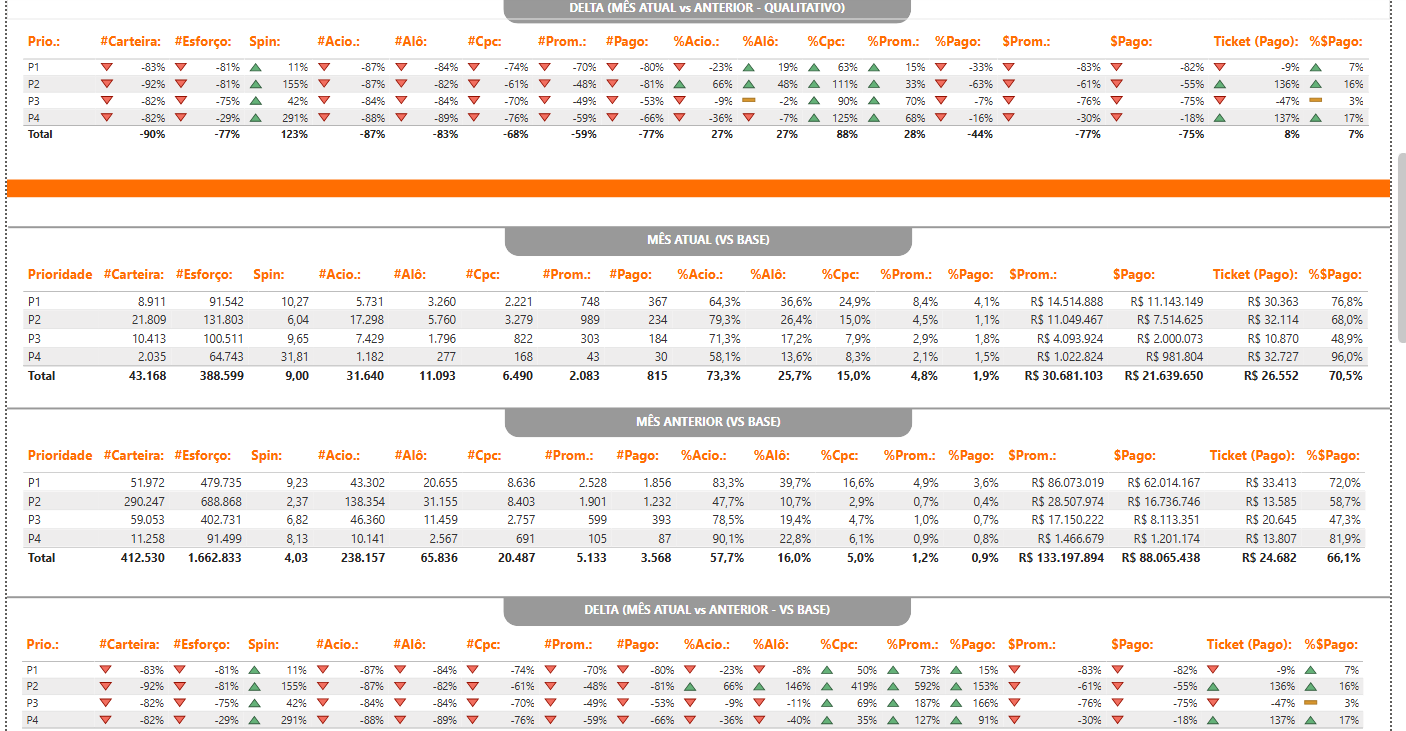 DELTA (MÊS ATUAL vs ANTERIOR - QUALITATIVO)
Prio.: #Carteira: #Esforço: Spin: #Acio.: #Alô: #Cpc: #Prom.: #Pago: %Acio.: %Alô: %Cpc: %Prom.: %Pago: $Prom.: $Pago: Ticket (Pago): %$Pago:
P1 -83% -81% 11% -87% -84% -74% -70% -80% -23% 19% 63% 15% -33% -83% -82% -9% 7%
P2 -92% -81% 155% -87% -82% -61% -48% -81% 66% 48% 111% 33% -63% -61% -55% 136% 16%
P3 -82% -75% 42% -84% -84% -70% -49% -53% -9% -2% 90% 70% -7% -76% -75% -47% 3%
P4 -82% -29% 291% -88% -89% -76% -59% -66% -36% -7% 125% 68% -16% -30% -18% 137% 17%
Total -90% -77% 123% -87% -83% -68% -59% -77% 27% 27% 88% 28% -44% -77% -75% 8% 7%
MÊS ATUAL (VS BASE)
Prioridade #Carteira: #Esforço: Spin: #Acio.: #Alô: #Cpc: #Prom.: #Pago: %Acio.: %Alô: %Cpc: %Prom.: %Pago: $Prom.: $Pago: Ticket (Pago): %$Pago:
P1 8.911 91.542 10,27 5.731 3.260 2.221 748 367 64,3% 36,6% 24,9% 8,4% 4,1% R$ 14.514.888 R$ 11.143.149 R$ 30.363 76,8%
P2 21.809 131.803 6,04 17.298 5.760 3.279 989 234 79,3% 26,4% 15,0% 4,5% 1,1% R$ 11.049.467 R$ 7.514.625 R$ 32.114 68,0%
P3 10.413 100.511 9,65 7.429 1.796 822 303 184 71,3% 17,2% 7,9% 2,9% 1,8% R$ 4.093.924 R$ 2.000.073 R$ 10.870 48,9%
P4 2.035 64.743 31,81 1.182 277 168 43 30 58,1% 13,6% 8,3% 2,1% 1,5% R$ 1.022.824 R$ 981.804 R$ 32.727 96,0%
Total 43.168 388.599 9,00 31.640 11.093 6.490 2.083 815 73,3% 25,7% 15,0% 4,8% 1,9% R$ 30.681.103 R$ 21.639.650 R$ 26.552 70,5%
MÊS ANTERIOR (VS BASE)
Prioridade #Carteira: #Esforço: Spin: #Acio.: #Alô: #Cpc: #Prom.: #Pago: %Acio.: %Alô: %Cpc: %Prom.: %Pago: $Prom.: $Pago: Ticket (Pago): %$Pago:
P1 51.972 479.735 9,23 43.302 20.655 8.636 2.528 1.856 83,3% 39,7% 16,6% 4,9% 3,6% R$ 86.073.019 R$ 62.014.167 R$ 33.413 72,0%
P2 290.247 688.868 2,37 138.354 31.155 8.403 1.901 1.232 47,7% 10,7% 2,9% 0,7% 0,4% R$ 28.507.974 R$ 16.736.746 R$ 13.585 58,7%
P3 59.053 402.731 6,82 46.360 11.459 2.757 599 393 78,5% 19,4% 4,7% 1,0% 0,7% R$ 17.150.222 R$ 8.113.351 R$ 20.645 47,3%
P4 11.258 91.499 8,13 10.141 2.567 691 105 87 90,1% 22,8% 6,1% 0,9% 0,8% R$ 1.466.679 R$ 1.201.174 R$ 13.807 81,9%
Total 412.530 1.662.833 4,03 238.157 65.836 20.487 5.133 3.568 57,7% 16,0% 5,0% 1,2% 0,9% R$ 133.197.894 R$ 88.065.438 R$ 24.682 66,1%
DELTA (MÊS ATUAL vs ANTERIOR - VS BASE)
Prio.: #Carteira: #Esforço: Spin: #Acio.: #Alô: #Cpc: #Prom.: #Pago: %Acio.: %Alô: %Cpc: %Prom.: %Pago: $Prom.: $Pago: Ticket (Pago): %$Pago:
P1 -83% -81% 11% -87% -84% -74% -70% -80% -23% -8% 50% 73% 15% -83% -82% -9% 7%
P2 -92% -81% 155% -87% -82% -61% -48% -81% 66% 146% 419% 592% 153% -61% -55% 136% 16%
P3 -82% -75% 42% -84% -84% -70% -49% -53% -9% -11% 69% 187% 166% -76% -75% -47% 3%
P4 -82% -29% 291% -88% -89% -76% -59% -66% -36% -40% 35% 127% 91% -30% -18% 137% 17%